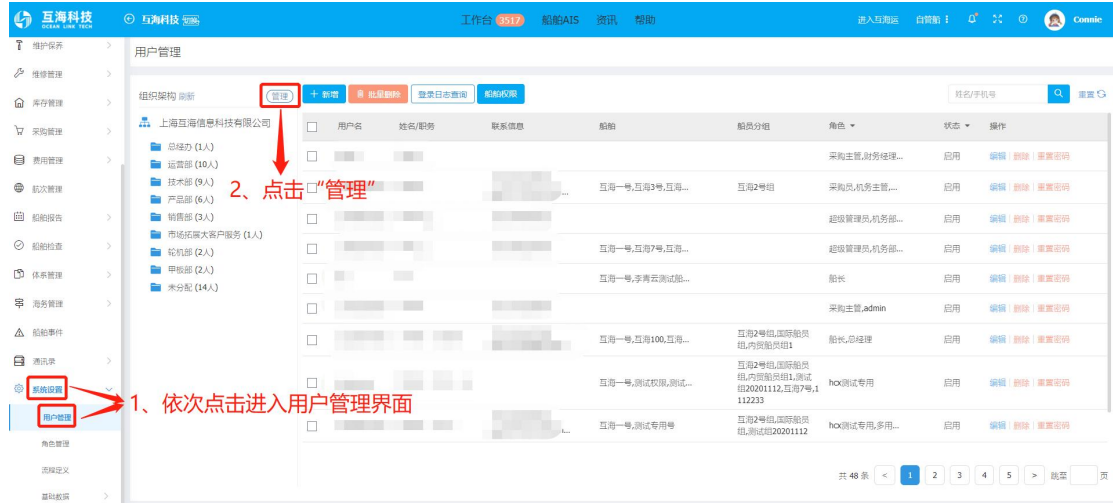 互海科技
OCEAN LINK TECH
互海科技 切换
工作台 3517 船舶AIS 资讯 帮助
进入互海运 自管船 Connie
维护保养
维修管理
库存管理
采购管理
费用管理
航次管理
船舶报告
船舶检查
体系管理
海务管理
船舶事件
通讯录
系统设置
用户管理
角色管理
流程定义
基础数据
用户管理
组织架构 刷新 管理
上海互海信息科技有限公司
总经办 (1人)
运营部 (10人)
技术部 (9人)
产品部 (6人)
销售部 (3人)
市场拓展大客户服务 (1人)
轮机部 (2人)
甲板部 (2人)
未分配 (14人)
2、点击“管理”
1、依次点击进入用户管理界面
+ 新增 批量删除 登录日志查询 船舶权限 姓名/手机号 重置
用户名 姓名/职务 联系信息 船舶 船员分组 角色 状态 操作
采购主管,财务经理... 启用 编辑 删除 重置密码
... 互海一号,互海3号,互海... 互海2号组 采购员,机务主管,... 启用 编辑 删除 重置密码
超级管理员,机务部... 启用 编辑 删除 重置密码
互海一号,互海7号,互海... 超级管理员,机务部... 启用 编辑 删除 重置密码
互海一号,李青云测试船... 船长 启用 编辑 删除 重置密码
采购主管,admin 启用 编辑 删除 重置密码
互海一号,互海100,互海... 互海2号组,国际船员
组,内贸船员组1 船长,总经理 启用 编辑 删除 重置密码
互海一号,测试权限,测试... 互海2号组,国际船员
组,内贸船员组1,测试
组20201112,互海7号,1
112233 hcx测试专用 启用 编辑 删除 重置密码
互海一号,测试专用号 互海2号组,国际船员
组,测试组20201112 hcx测试专用,多用... 启用 编辑 删除 重置密码
共 48 条 < 1 2 3 4 5 > 跳至 页